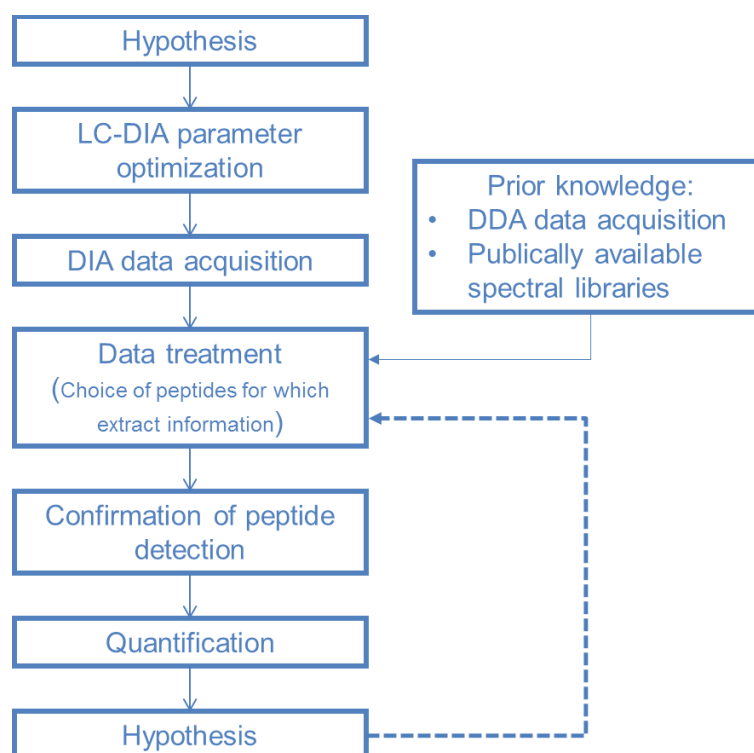 Hypothesis
LC-DIA parameter
optimization
DIA data acquisition
Prior knowledge:
• DDA data acquisition
• Publically available
spectral libraries
Data treatment
(Choice of peptides for which
extract information)
Confirmation of peptide
detection
Quantification
Hypothesis